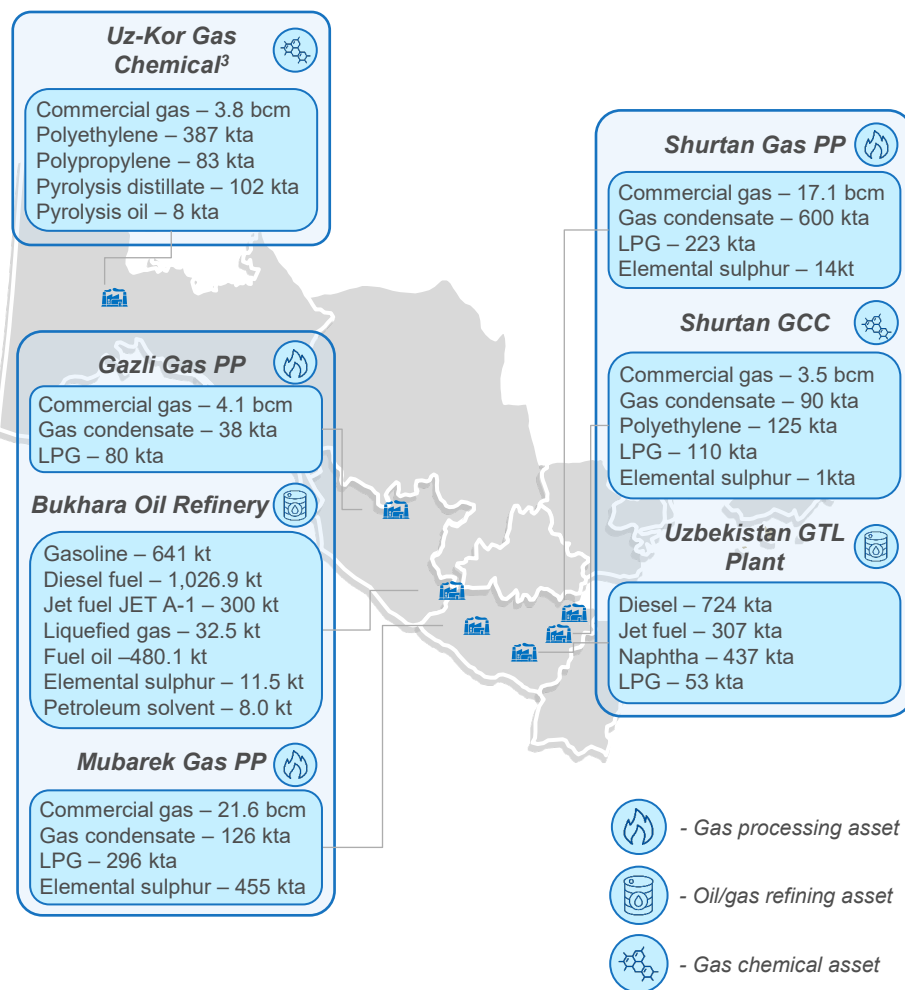 Uz-Kor Gas
Chemical³
Commercial gas – 3.8 bcm
Polyethylene – 387 kta
Polypropylene – 83 kta
Pyrolysis distillate – 102 kta
Pyrolysis oil – 8 kta
Gazli Gas PP
Commercial gas – 4.1 bcm
Gas condensate – 38 kta
LPG – 80 kta
Bukhara Oil Refinery
Gasoline – 641 kt
Diesel fuel – 1,026.9 kt
Jet fuel JET A-1 – 300 kt
Liquefied gas – 32.5 kt
Fuel oil –480.1 kt
Elemental sulphur – 11.5 kt
Petroleum solvent – 8.0 kt
Mubarek Gas PP
Commercial gas – 21.6 bcm
Gas condensate – 126 kta
LPG – 296 kta
Elemental sulphur – 455 kta
Shurtan Gas PP
Commercial gas – 17.1 bcm
Gas condensate – 600 kta
LPG – 223 kta
Elemental sulphur – 14kt
Shurtan GCC
Commercial gas – 3.5 bcm
Gas condensate – 90 kta
Polyethylene – 125 kta
LPG – 110 kta
Elemental sulphur – 1kta
Uzbekistan GTL
Plant
Diesel – 724 kta
Jet fuel – 307 kta
Naphtha – 437 kta
LPG – 53 kta
- Gas processing asset
- Oil/gas refining asset
- Gas chemical asset